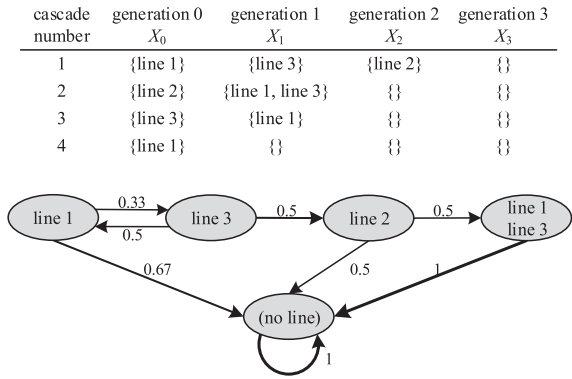 cascade generation 0 generation 1 generation 2 generation 3
number X0 X1 X2 X3
1 {line 1} {line 3} {line 2} {}
2 {line 2} {line 1, line 3} {} {}
3 {line 3} {line 1} {} {}
4 {line 1} {} {} {}
line 1
0.33
0.5
line 3
0.5
line 2
0.5
line 1
line 3
0.67
0.5
1
(no line)
1